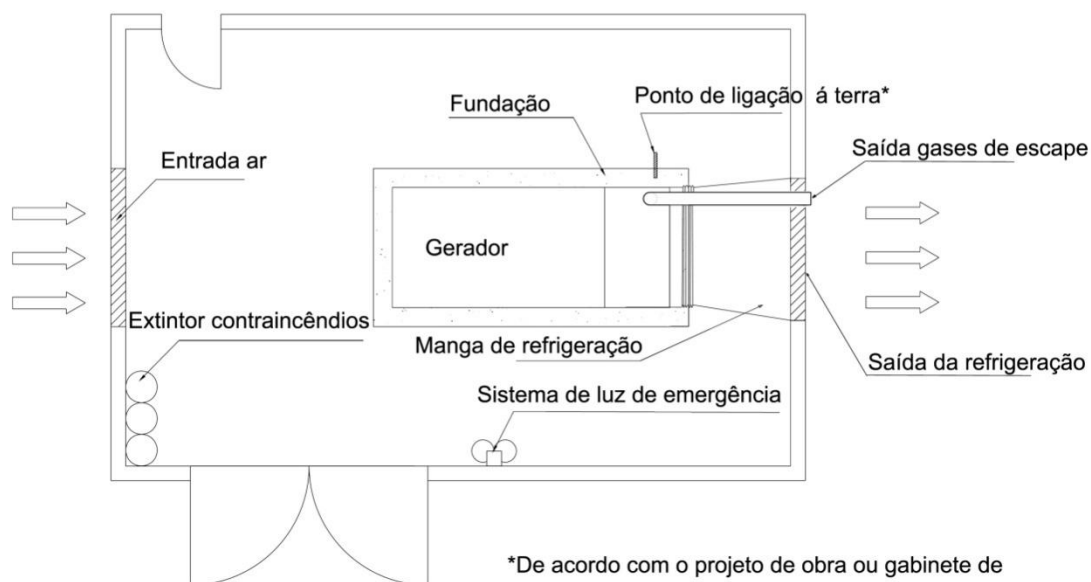 Fundação
Ponto de ligação á terra*
Saída gases de escape
Entrada ar
Gerador
Extintor contraincêndios
Manga de refrigeração
Saída da refrigeração
Sistema de luz de emergência
*De acordo com o projeto de obra ou gabinete de